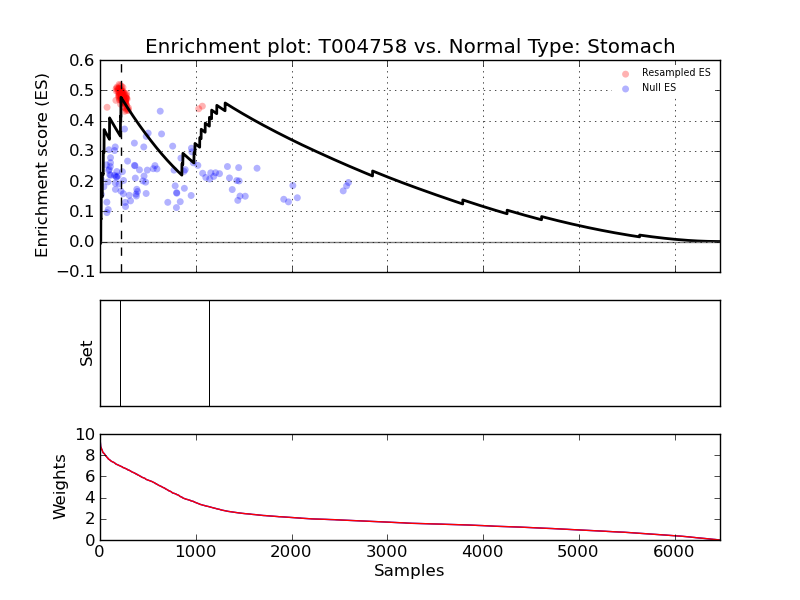 Enrichment plot: T004758 vs. Normal Type: Stomach
Enrichment score (ES)
0.6
0.5
0.4
0.3
0.2
0.1
0.0
−0.1
Resampled ES
Null ES
Set
Weights
10
8
6
4
2
0
0 1000 2000 3000 4000 5000 6000
Samples